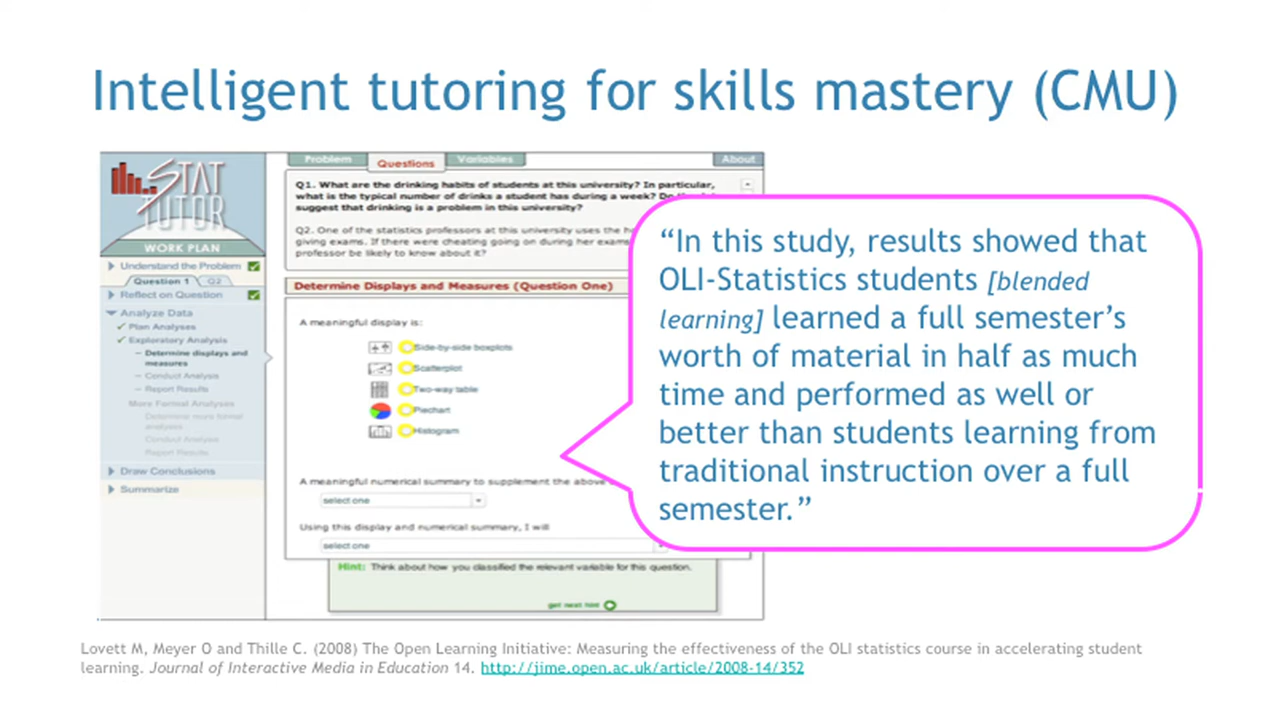 Intelligent tutoring for skills mastery (CMU)
STAT
TUTOR
WORK PLAN
Understand the Problem
Question 1
Q2
Reflect on Question
Analyze Data
Plan Analyses
Exploratory Analysis
– Determine displays and
measures
– Conduct Analysis
– Report Results
More Formal Analyses
Determine more formal
analyses
Conduct Analysis
Report Results
Draw Conclusions
Summarize
Problem
Questions
Variables
About
Q1. What are the drinking habits of students at this university? In particular,
what is the typical number of drinks a student has during a week? Do
suggest that drinking is a problem in this university?
Q2. One of the statistics professors at this university uses the
giving exams. If there were cheating going on during her exams
professor be likely to know about it?
Determine Displays and Measures (Question One)
A meaningful display is:
Side-by-side boxplots
Scatterplot
Two-way table
Piechart
Histogram
A meaningful numerical summary to supplement the above
select one
Using this display and numerical summary, I will
select one
Hint: Think about how you classified the relevant variable for this question.
get next hint
“In this study, results showed that
OLI-Statistics students [blended
learning] learned a full semester’s
worth of material in half as much
time and performed as well or
better than students learning from
traditional instruction over a full
semester.”
Lovett M, Meyer O and Thille C. (2008) The Open Learning Initiative: Measuring the effectiveness of the OLI statistics course in accelerating student
learning. Journal of Interactive Media in Education 14. http://jime.open.ac.uk/article/2008-14/352